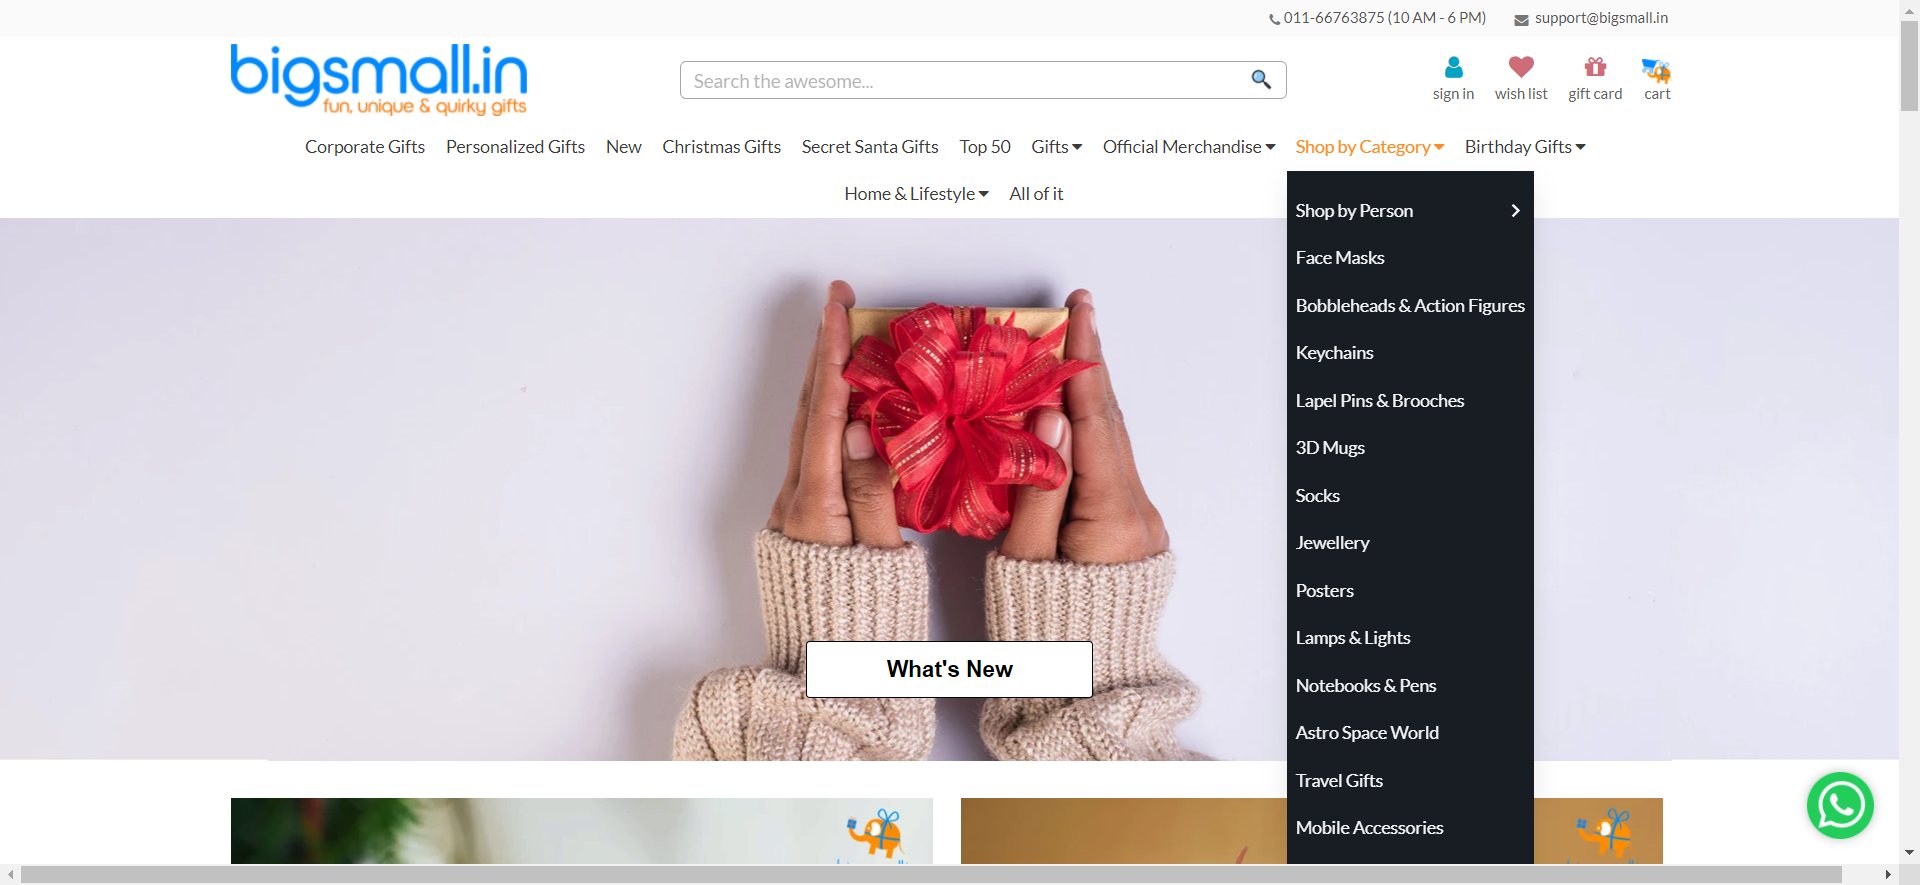 011-66763875 (10 AM - 6 PM)
support@bigsmall.in
bigsmall.in
fun, unique & quirky gifts
Search the awesome...
sign in
wish list
gift card
cart
Corporate Gifts
Personalized Gifts
New
Christmas Gifts
Secret Santa Gifts
Top 50
Gifts
Official Merchandise
Shop by Category
Birthday Gifts
Home & Lifestyle
All of it
Shop by Person
Face Masks
Bobbleheads & Action Figures
Keychains
Lapel Pins & Brooches
3D Mugs
Socks
Jewellery
Posters
Lamps & Lights
Notebooks & Pens
Astro Space World
Travel Gifts
Mobile Accessories
What's New